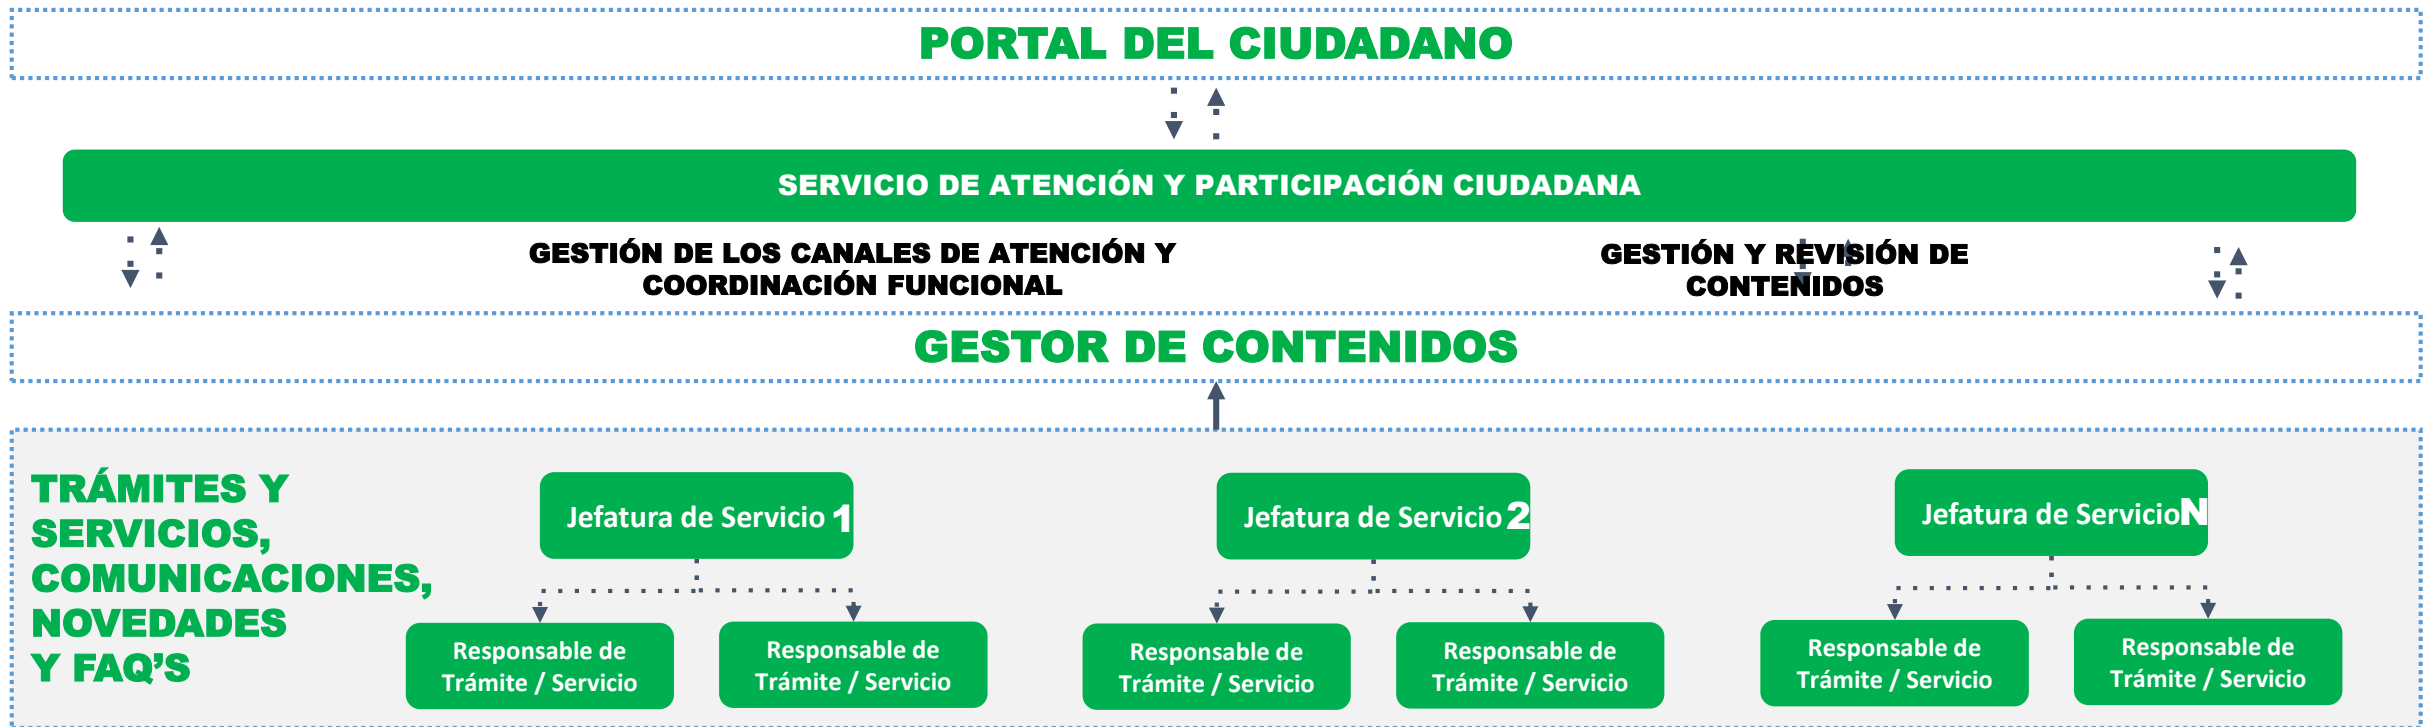 PORTAL DEL CIUDADANO
SERVICIO DE ATENCIÓN Y PARTICIPACIÓN CIUDADANA
GESTIÓN DE LOS CANALES DE ATENCIÓN Y
COORDINACIÓN FUNCIONAL
GESTIÓN Y REVISIÓN DE
CONTENIDOS
GESTOR DE CONTENIDOS
TRÁMITES Y
SERVICIOS,
COMUNICACIONES,
NOVEDADES
Y FAQ'S
Jefatura de Servicio 1
Jefatura de Servicio 2
Jefatura de Servicio N
Responsable de
Trámite / Servicio
Responsable de
Trámite / Servicio
Responsable de
Trámite / Servicio
Responsable de
Trámite / Servicio
Responsable de
Trámite / Servicio
Responsable de
Trámite / Servicio